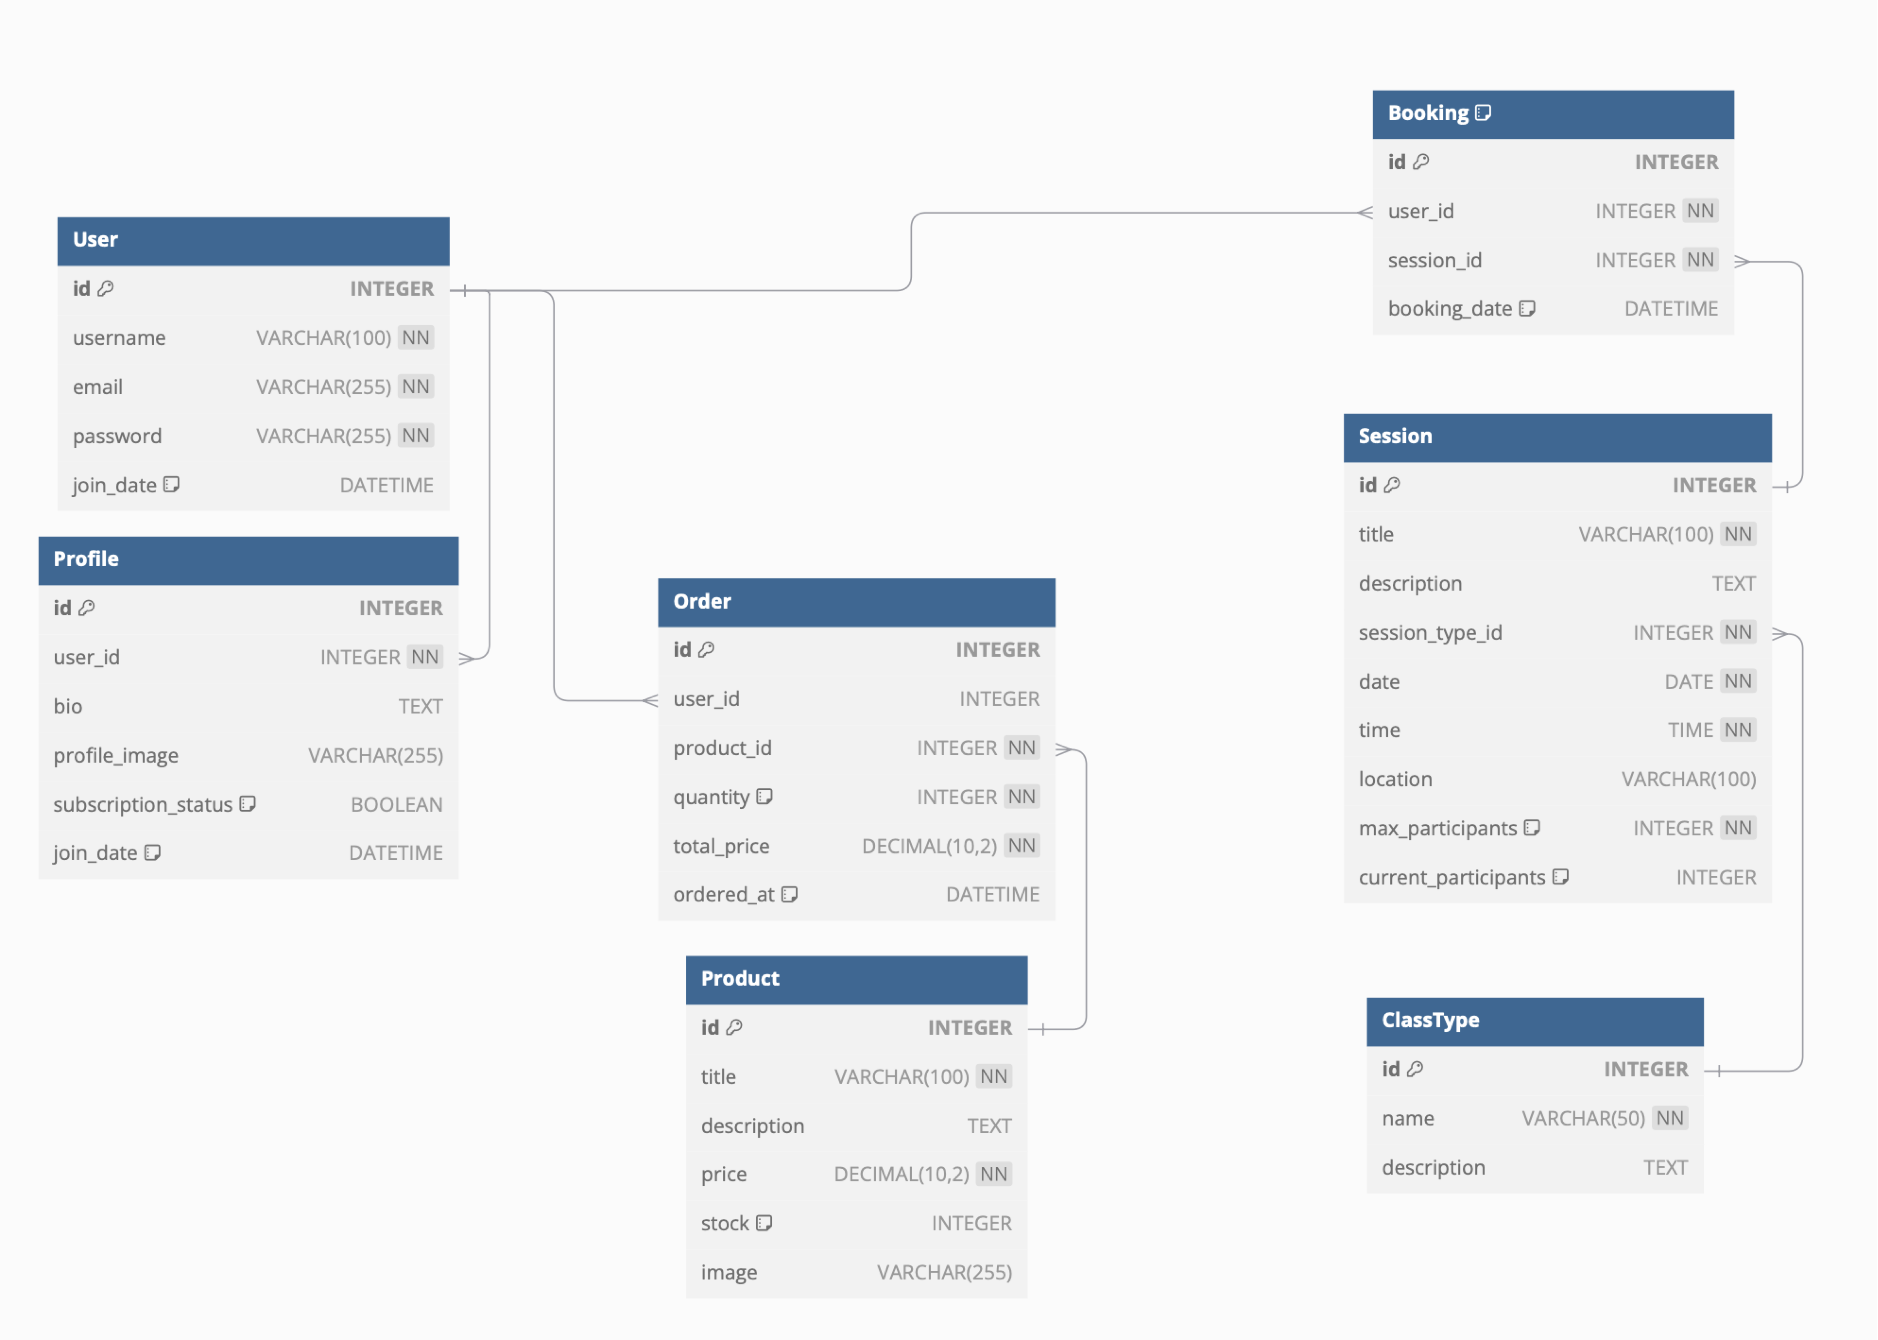 User
id INTEGER
username VARCHAR(100) NN
email VARCHAR(255) NN
password VARCHAR(255) NN
join_date DATETIME
Profile
id INTEGER
user_id INTEGER NN
bio TEXT
profile_image VARCHAR(255)
subscription_status BOOLEAN
join_date DATETIME
Order
id INTEGER
user_id INTEGER
product_id INTEGER NN
quantity INTEGER NN
total_price DECIMAL(10,2) NN
ordered_at DATETIME
Product
id INTEGER
title VARCHAR(100) NN
description TEXT
price DECIMAL(10,2) NN
stock INTEGER
image VARCHAR(255)
Booking
id INTEGER
user_id INTEGER NN
session_id INTEGER NN
booking_date DATETIME
Session
id INTEGER
title VARCHAR(100) NN
description TEXT
session_type_id INTEGER NN
date DATE NN
time TIME NN
location VARCHAR(100)
max_participants INTEGER NN
current_participants INTEGER
ClassType
id INTEGER
name VARCHAR(50) NN
description TEXT